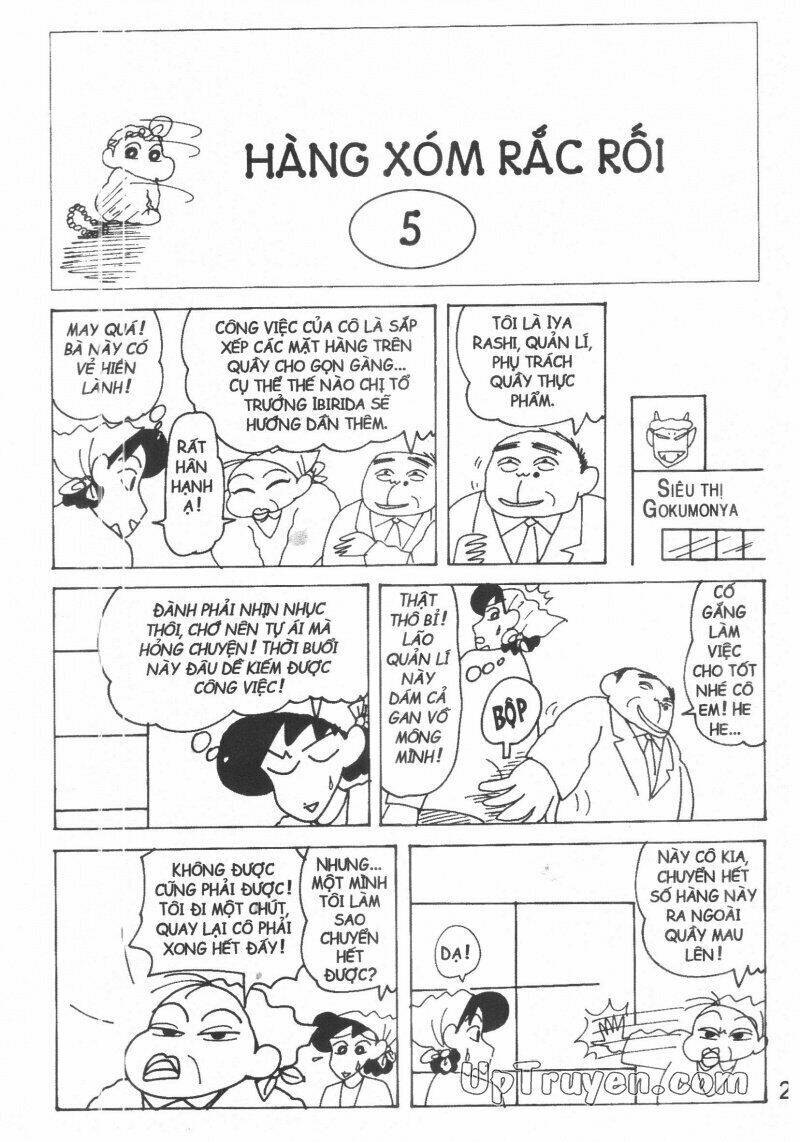 HÀNG XÓM RẮC RỐI
5
SIÊU THỊ
GOKUMONYA
TÔI LÀ IYA
RASHI, QUẢN LÍ,
PHỤ TRÁCH
QUẦY THỰC
PHẨM.
CÔNG VIỆC CỦA CÔ LÀ SẮP
XẾP CÁC MẶT HÀNG TRÊN
QUẦY CHO GỌN GÀNG...
CỤ THỂ THẾ NÀO CHỊ TỔ
TRƯỞNG IBIRIDA SẼ
HƯỚNG DẪN THÊM.
RẤT
HÂN
HẠNH
Ạ!
MAY QUÁ!
BÀ NÀY CÓ
VẺ HIỀN
LÀNH!
CỐ
GẮNG
LÀM
VIỆC
CHO TỐT
NHÉ CÔ
EM! HE
HE...
BỘP
THẬT
THÔ BỈ!
LÃO
QUẢN LÍ
NÀY
DÁM CẢ
GAN VỖ
MÔNG
MÌNH!
ĐÀNH PHẢI NHỊN NHỤC
THÔI, CHỚ NÊN TỰ ÁI MÀ
HỎNG CHUYỆN! THỜI BUỔI
NÀY ĐÂU DỄ KIẾM ĐƯỢC
CÔNG VIỆC!
NÀY CÔ KIA,
CHUYỂN HẾT
SỐ HÀNG NÀY
RA NGOÀI
QUẦY MAU
LÊN!
DẠ!
NHƯNG...
MỘT MÌNH
TÔI LÀM
SAO
CHUYỂN
HẾT
ĐƯỢC?
KHÔNG ĐƯỢC
CŨNG PHẢI ĐƯỢC!
TÔI ĐI MỘT CHÚT,
QUAY LẠI CÔ PHẢI
XONG HẾT ĐẤY!
UpTruyen.com
2